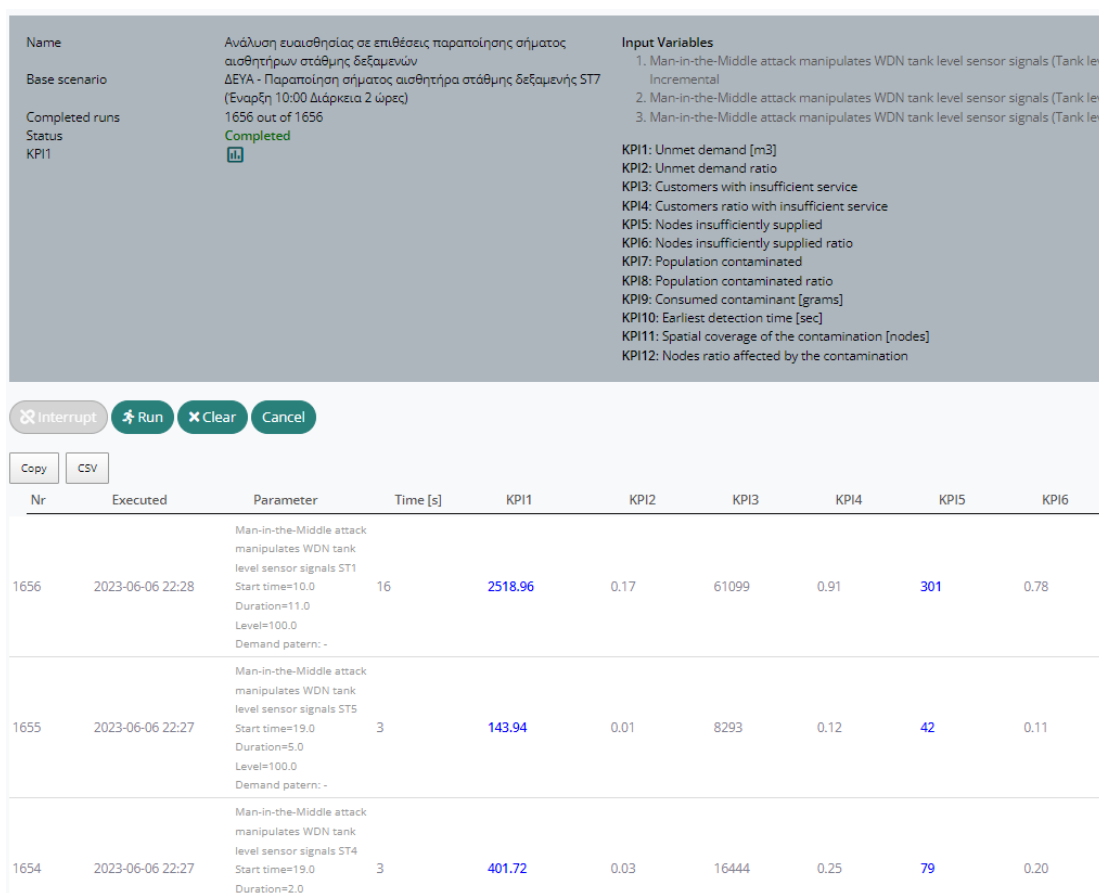 Name
Ανάλυση ευαισθησίας σε επιθέσεις παραποίησης σήματος
αισθητήρων στάθμης δεξαμενών
Base scenario
ΔΕΥΑ - Παραποίηση σήματος αισθητήρα στάθμης δεξαμενής ST7
(Έναρξη 10:00 Διάρκεια 2 ώρες)
Completed runs
1656 out of 1656
Status
Completed
KPI1
Input Variables
1. Man-in-the-Middle attack manipulates WDN tank level sensor signals (Tank
Incremental
2. Man-in-the-Middle attack manipulates WDN tank level sensor signals (Tank
3. Man-in-the-Middle attack manipulates WDN tank level sensor signals (Tank
KPI1: Unmet demand [m3]
KPI2: Unmet demand ratio
KPI3: Customers with insufficient service
KPI4: Customers ratio with insufficient service
KPI5: Nodes insufficiently supplied
KPI6: Nodes insufficiently supplied ratio
KPI7: Population contaminated
KPI8: Population contaminated ratio
KPI9: Consumed contaminant [grams]
KPI10: Earliest detection time [sec]
KPI11: Spatial coverage of the contamination [nodes]
KPI12: Nodes ratio affected by the contamination
Interrupt Run Clear Cancel
Copy CSV
Nr Executed Parameter Time [s] KPI1 KPI2 KPI3 KPI4 KPI5 KPI6
Man-in-the-Middle attack
manipulates WDN tank
level sensor signals ST1
1656 2023-06-06 22:28 Start time=10.0 16 2518.96 0.17 61099 0.91 301 0.78
Duration=11.0
Level=100.0
Demand patern: -
Man-in-the-Middle attack
manipulates WDN tank
level sensor signals ST5
1655 2023-06-06 22:27 Start time=19.0 3 143.94 0.01 8293 0.12 42 0.11
Duration=5.0
Level=100.0
Demand patern: -
Man-in-the-Middle attack
manipulates WDN tank
level sensor signals ST4
1654 2023-06-06 22:27 Start time=19.0 3 401.72 0.03 16444 0.25 79 0.20
Duration=2.0